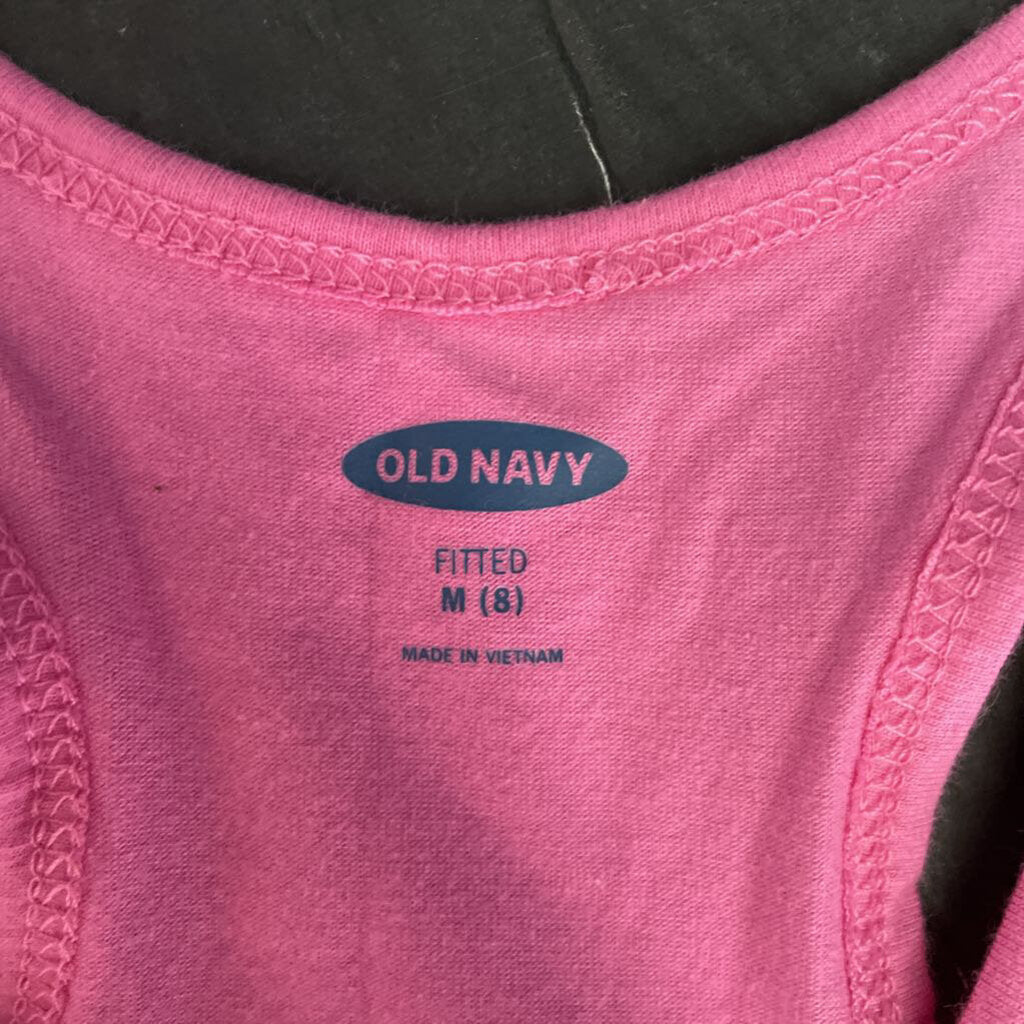 OLD NAVY
FITTED
M (8)
MADE IN VIETNAM